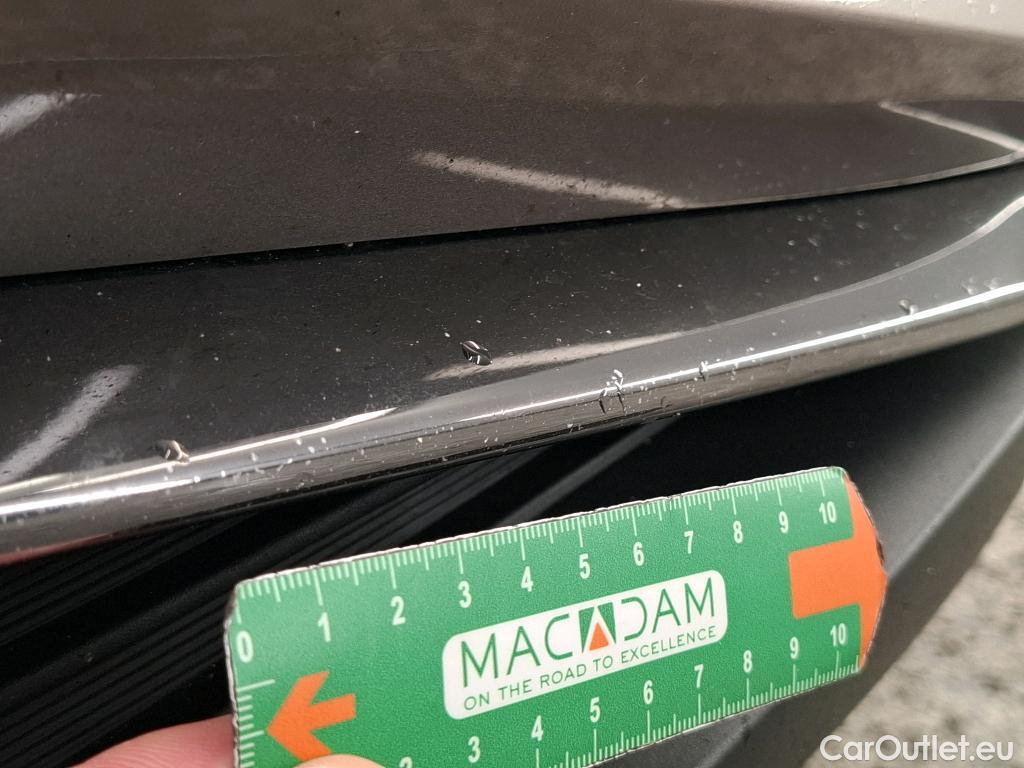 0 1 2 3 4 5 6 7 8 9 10
MACADAM
ON THE ROAD TO EXCELLENCE
2 3 4 5 6 7 8 9 10
CarOutlet.eu